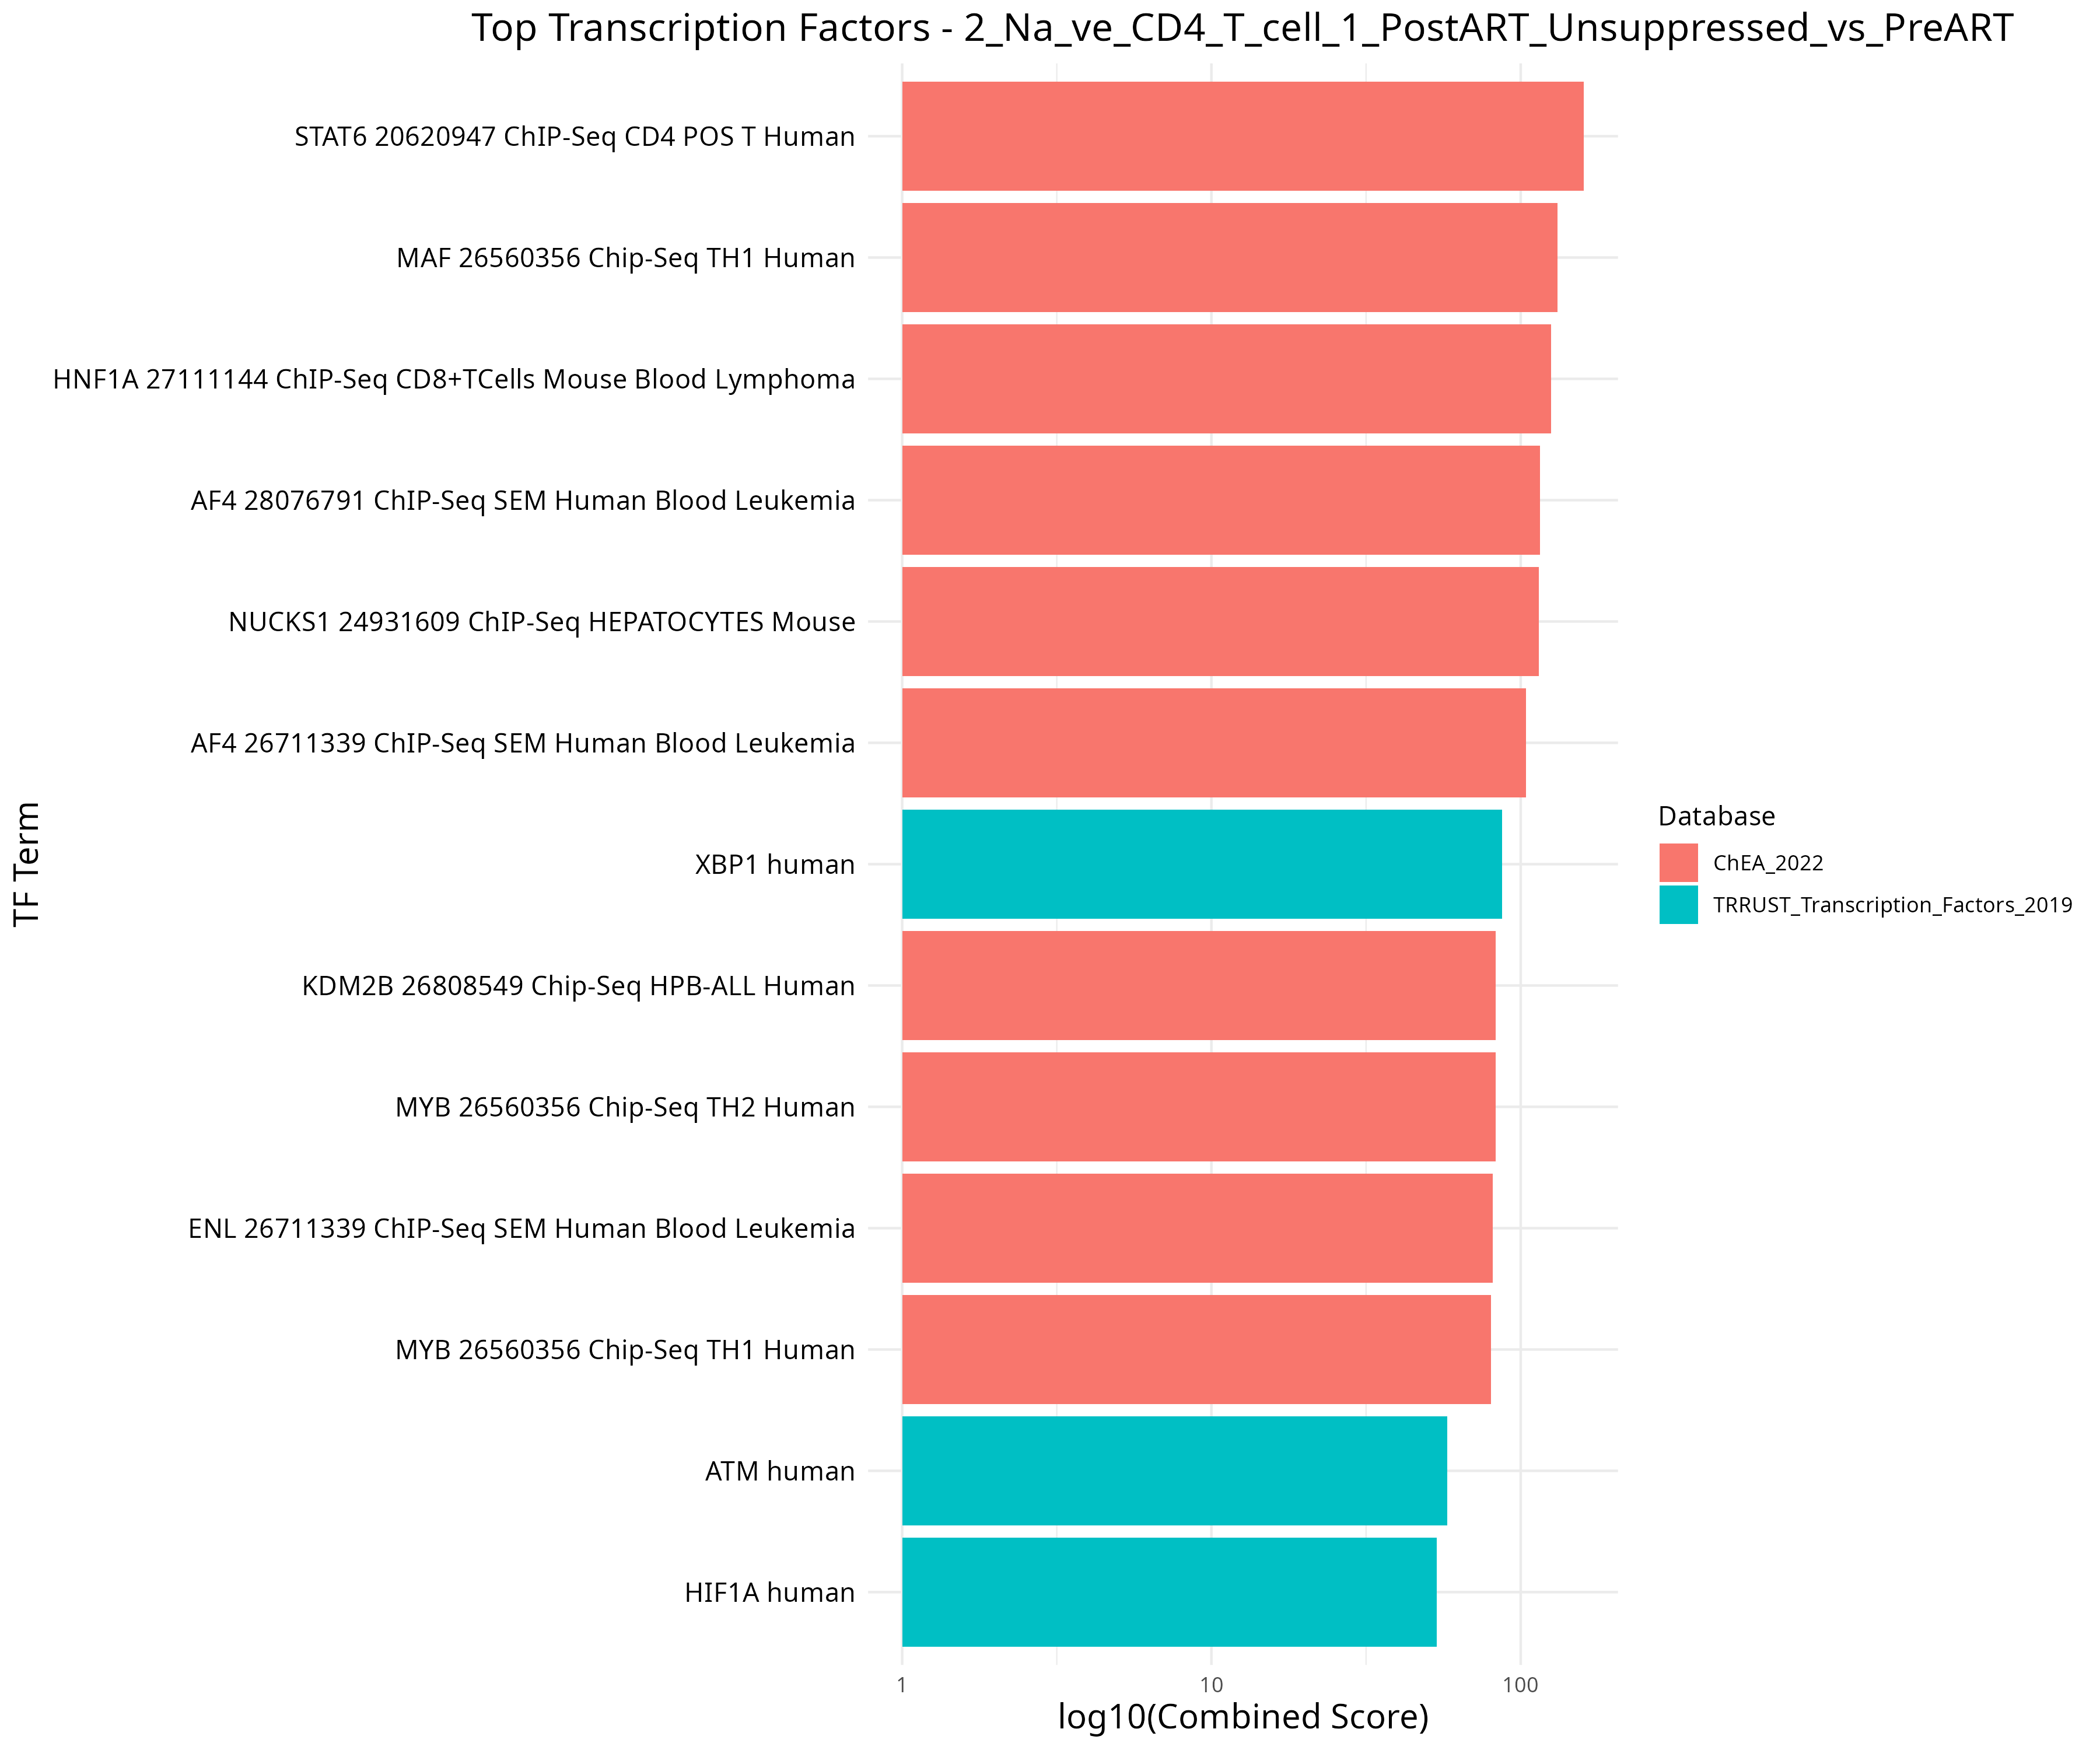 Top Transcription Factors - 2_Na_ve_CD4_T_cell_1_PostART_Unsuppressed_vs_PreART
TF Term
STAT6 20620947 ChIP-Seq CD4 POS T Human
MAF 26560356 Chip-Seq TH1 Human
HNF1A 27111144 ChIP-Seq CD8+TCells Mouse Blood Lymphoma
AF4 28076791 ChIP-Seq SEM Human Blood Leukemia
NUCKS1 24931609 ChIP-Seq HEPATOCYTES Mouse
AF4 26711339 ChIP-Seq SEM Human Blood Leukemia
XBP1 human
KDM2B 26808549 Chip-Seq HPB-ALL Human
MYB 26560356 Chip-Seq TH2 Human
ENL 26711339 ChIP-Seq SEM Human Blood Leukemia
MYB 26560356 Chip-Seq TH1 Human
ATM human
HIF1A human
1 10 100
log10(Combined Score)
Database
ChEA_2022
TRRUST_Transcription_Factors_2019